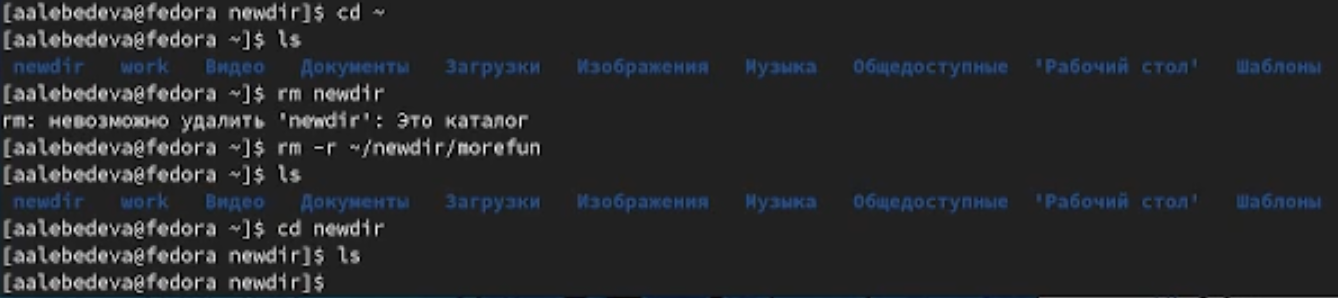 [aalebedeva@fedora newdir]$ cd ~
[aalebedeva@fedora ~]$ ls
newdir work Видео Документы Загрузки Изображения Музыка Общедоступные 'Рабочий стол' Шаблоны
[aalebedeva@fedora ~]$ rm newdir
rm: невозможно удалить 'newdir': Это каталог
[aalebedeva@fedora ~]$ rm -r ~/newdir/morefun
[aalebedeva@fedora ~]$ ls
newdir work Видео Документы Загрузки Изображения Музыка Общедоступные 'Рабочий стол' Шаблоны
[aalebedeva@fedora ~]$ cd newdir
[aalebedeva@fedora newdir]$ ls
[aalebedeva@fedora newdir]$